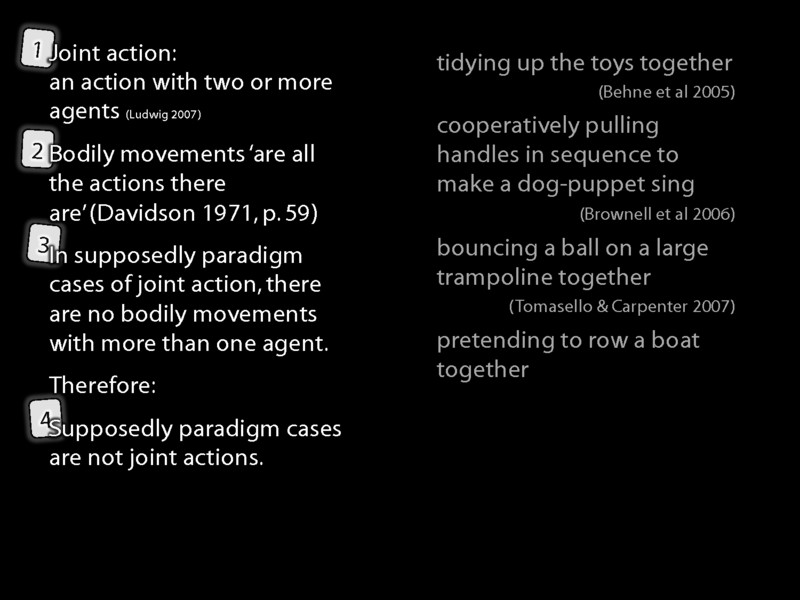 1 Joint action:
an action with two or more
agents (Ludwig 2007)
2 Bodily movements ‘are all
the actions there
are’ (Davidson 1971, p. 59)
3 In supposedly paradigm
cases of joint action, there
are no bodily movements
with more than one agent.
Therefore:
4 Supposedly paradigm cases
are not joint actions.
tidying up the toys together
(Behne et al 2005)
cooperatively pulling
handles in sequence to
make a dog-puppet sing
(Brownell et al 2006)
bouncing a ball on a large
trampoline together
(Tomasello & Carpenter 2007)
pretending to row a boat
together